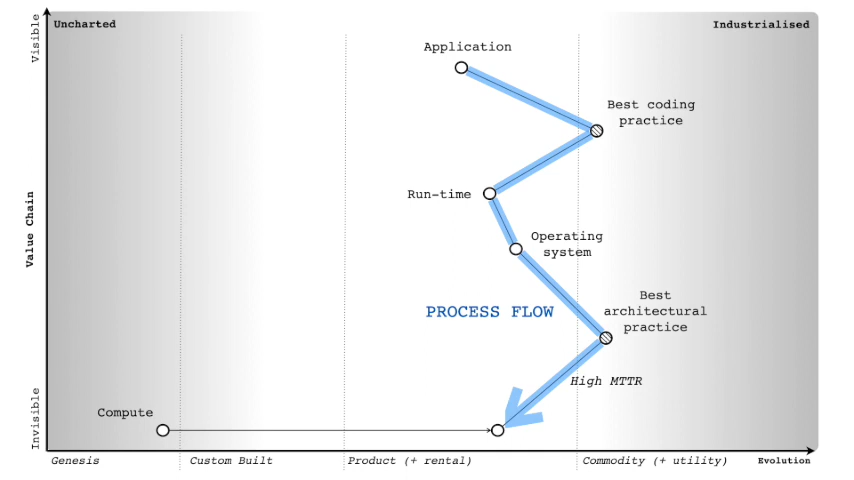 Uncharted
Industrialised
Visible
Application
Best coding
practice
Run-time
Value Chain
Operating
system
Best
architectural
practice
PROCESS FLOW
High MTTR
Invisible
Compute
Genesis
Custom Built
Product (+ rental)
Commodity (+ utility)
Evolution